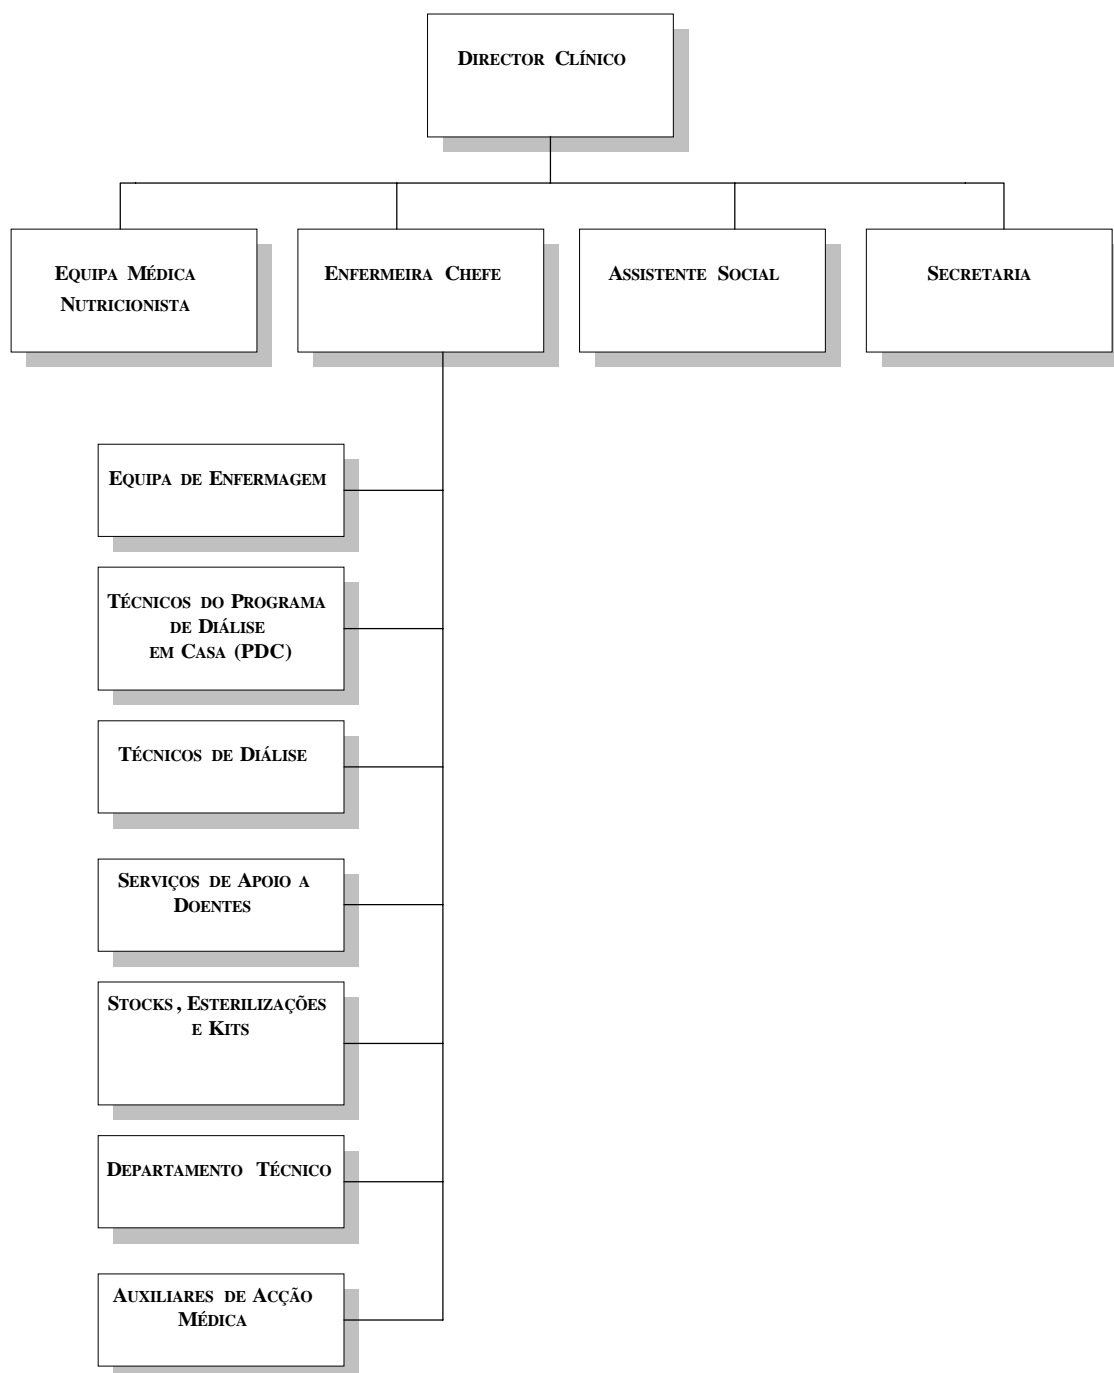 DIRECTOR CLÍNICO
EQUIPA MÉDICA
NUTRICIONISTA
ENFERMEIRA CHEFE
ASSISTENTE SOCIAL
SECRETARIA
EQUIPA DE ENFERMAGEM
TÉCNICOS DO PROGRAMA
DE DIÁLISE
EM CASA (PDC)
TÉCNICOS DE DIÁLISE
SERVIÇOS DE APOIO A
DOENTES
STOCKS, ESTERILIZAÇÕES
E KITS
DEPARTAMENTO TÉCNICO
AUXILIARES DE ACÇÃO
MÉDICA